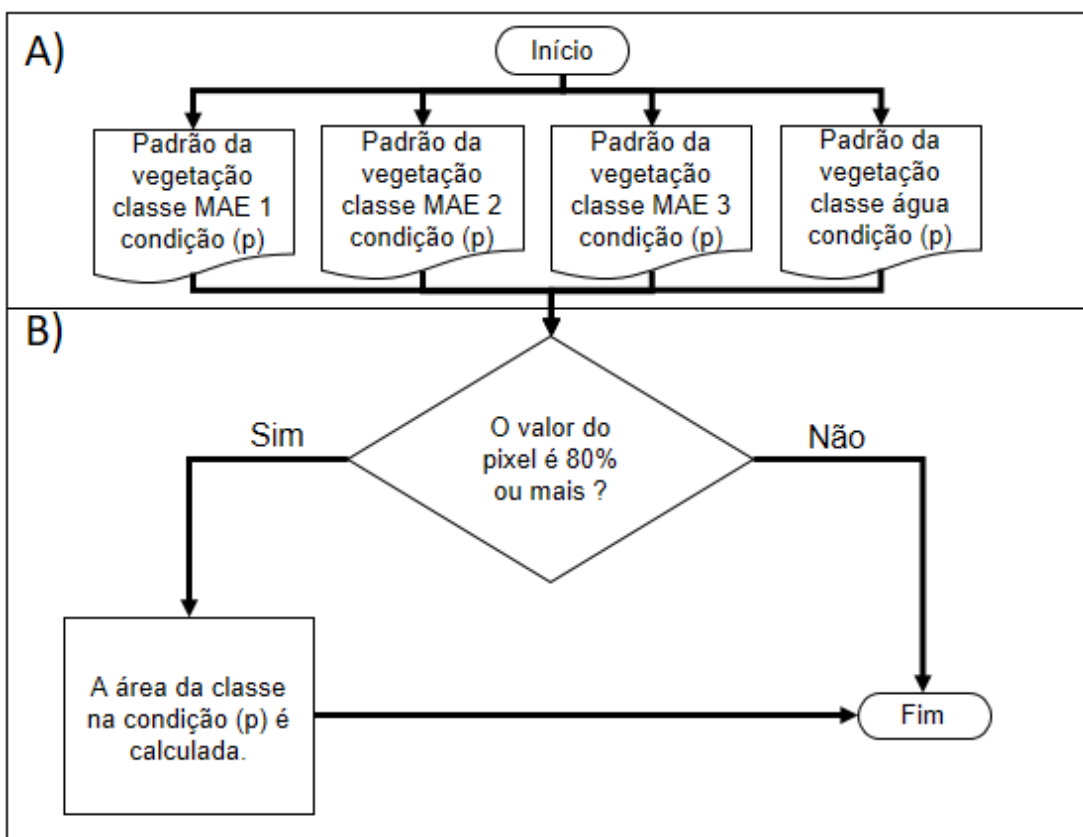 A)
Início
Padrão da
vegetação
classe MAE 1
condição (p)
Padrão da
vegetação
classe MAE 2
condição (p)
Padrão da
vegetação
classe MAE 3
condição (p)
Padrão da
vegetação
classe água
condição (p)
B)
Sim
O valor do
pixel é 80%
ou mais ?
Não
A área da classe
na condição (p) é
calculada.
Fim